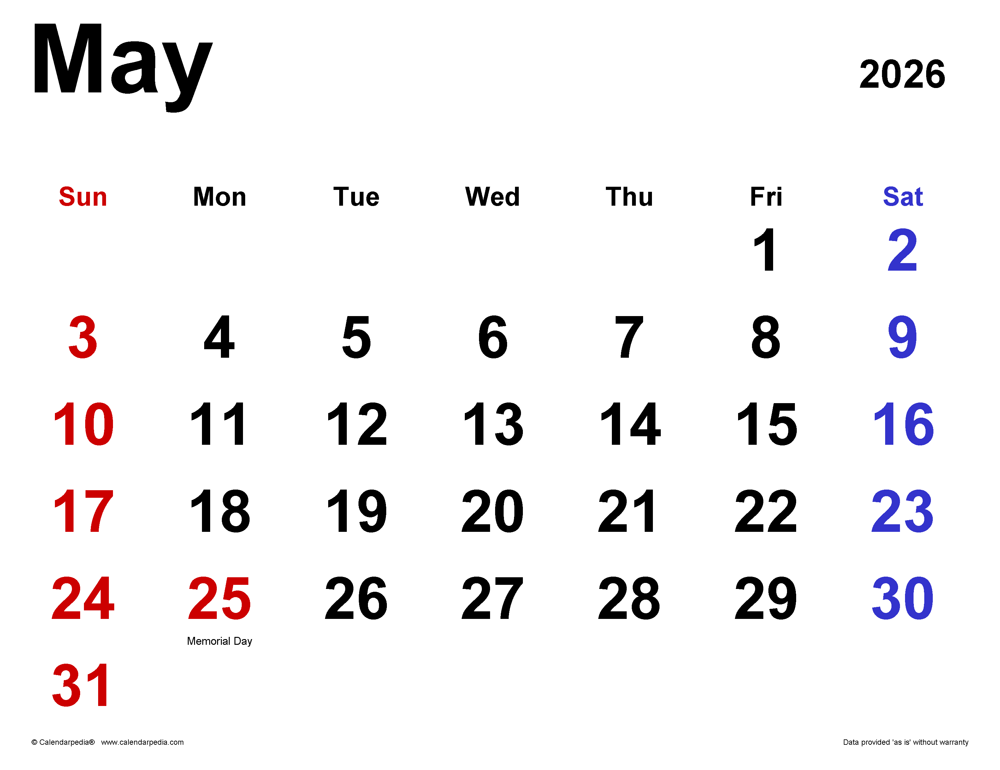 May
2026
Sun Mon Tue Wed Thu Fri Sat
1 2
3 4 5 6 7 8 9
10 11 12 13 14 15 16
17 18 19 20 21 22 23
24 25 26 27 28 29 30
Memorial Day
31
© Calendarpedia® www.calendarpedia.com
Data provided 'as is' without warranty